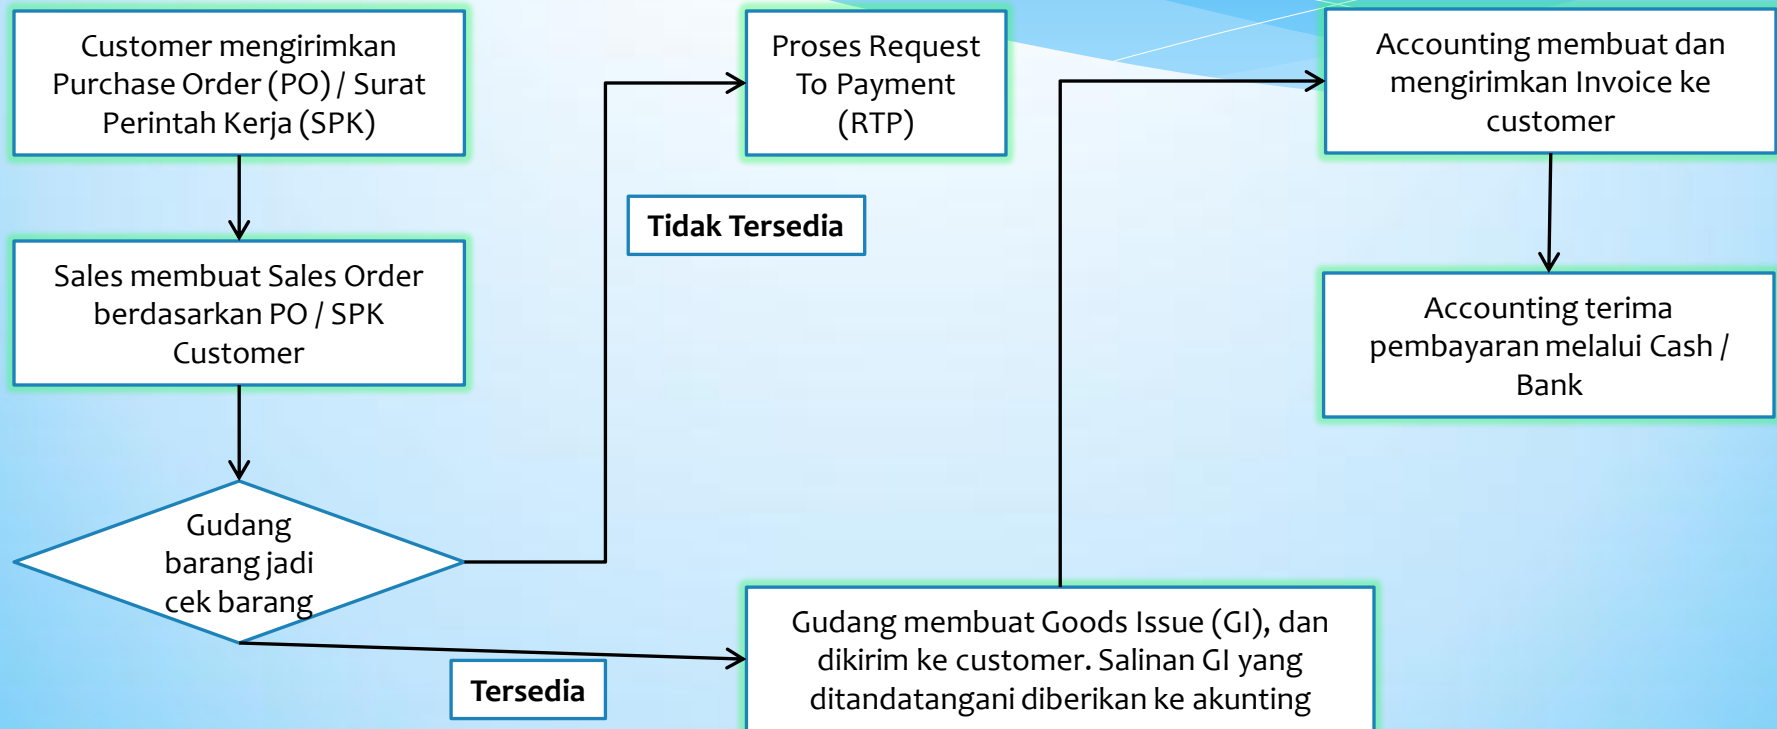 Customer mengirimkan
Purchase Order (PO) / Surat
Perintah Kerja (SPK)
Sales membuat Sales Order
berdasarkan PO / SPK
Customer
Gudang
barang jadi
cek barang
Tidak Tersedia
Proses Request
To Payment
(RTP)
Tersedia
Gudang membuat Goods Issue (GI), dan
dikirim ke customer. Salinan GI yang
ditandatangani diberikan ke akunting
Accounting membuat dan
mengirimkan Invoice ke
customer
Accounting terima
pembayaran melalui Cash /
Bank